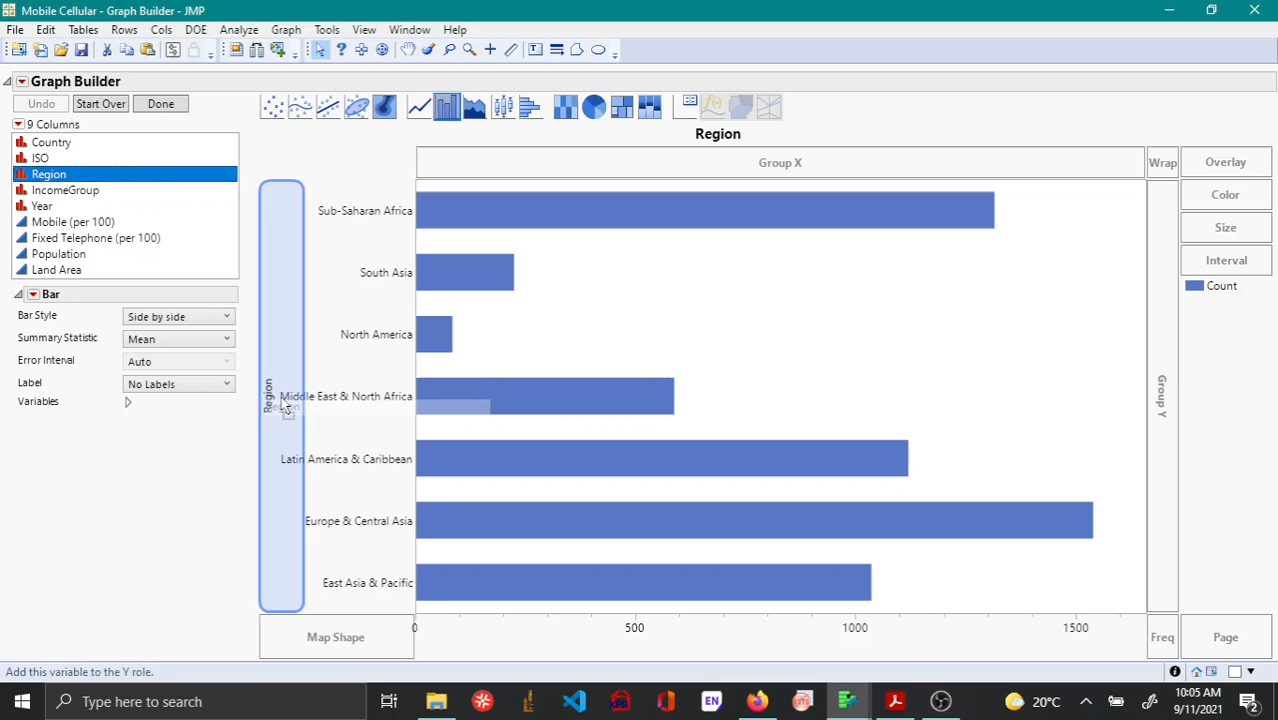 Mobile Cellular - Graph Builder - JMP
File Edit Tables Rows Cols DOE Analyze Graph Tools View Window Help
Graph Builder
Undo Start Over Done
9 Columns
Country
ISO
Region
IncomeGroup
Year
Mobile (per 100)
Fixed Telephone (per 100)
Population
Land Area
Bar
Bar Style Side by side
Summary Statistic Mean
Error Interval Auto
Label No Labels
Variables
Region
Group X
Wrap
Overlay
Color
Size
Interval
Count
Region
Sub-Saharan Africa
South Asia
North America
Middle East & North Africa
Latin America & Caribbean
Europe & Central Asia
East Asia & Pacific
Group Y
Map Shape
0 500 1000 1500
Freq
Page
Add this variable to the Y role.
Type here to search
EN
20°C
10:05 AM
9/11/2021
2